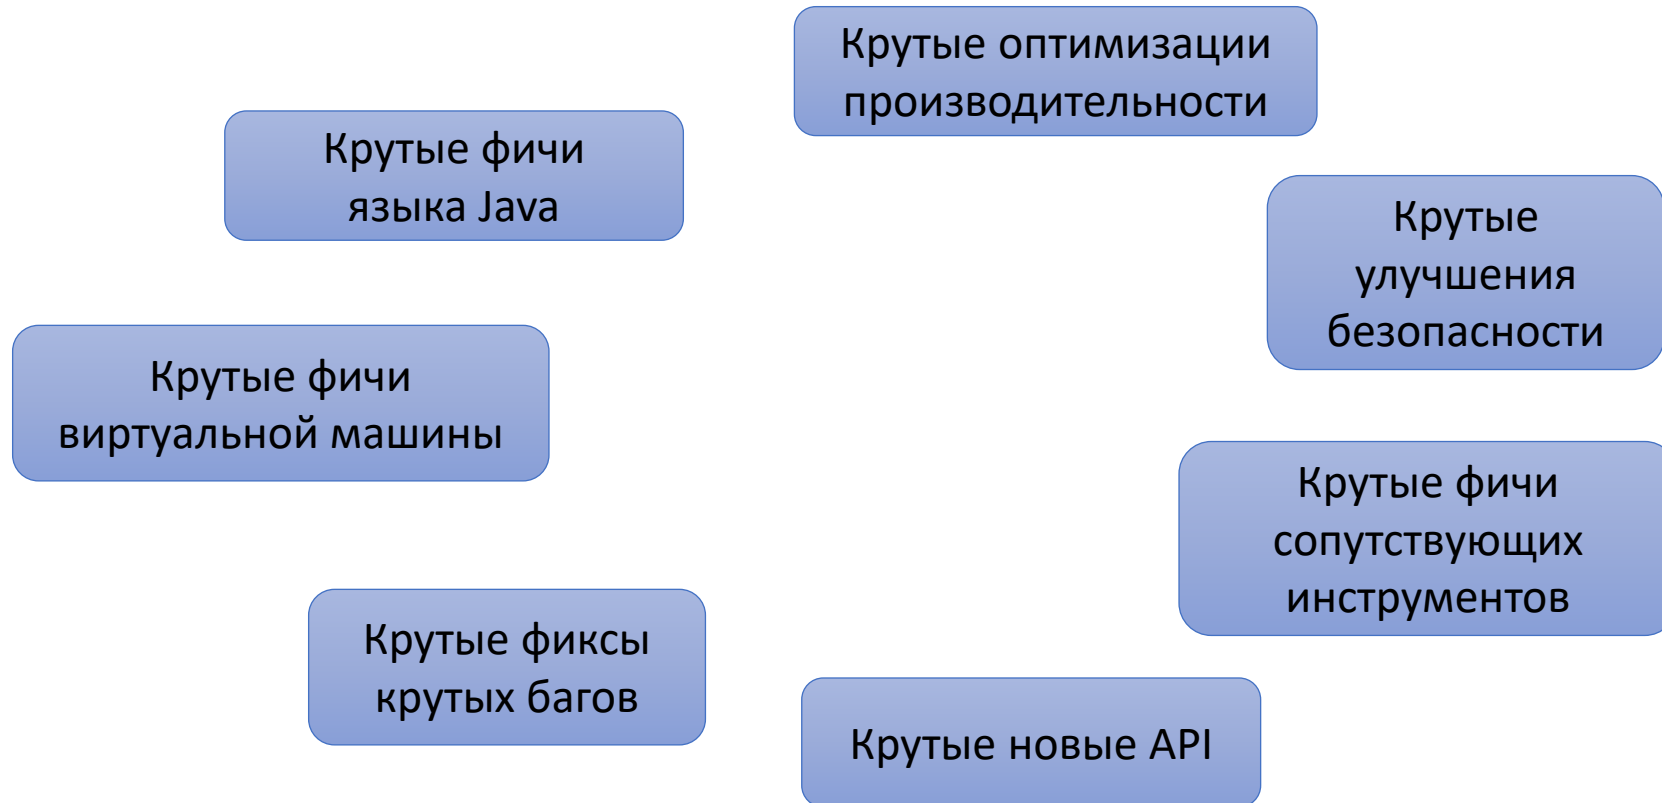 Крутые оптимизации
производительности
Крутые фичи
языка Java
Крутые
улучшения
безопасности
Крутые фичи
виртуальной машины
Крутые фичи
сопутствующих
инструментов
Крутые фиксы
крутых багов
Крутые новые API